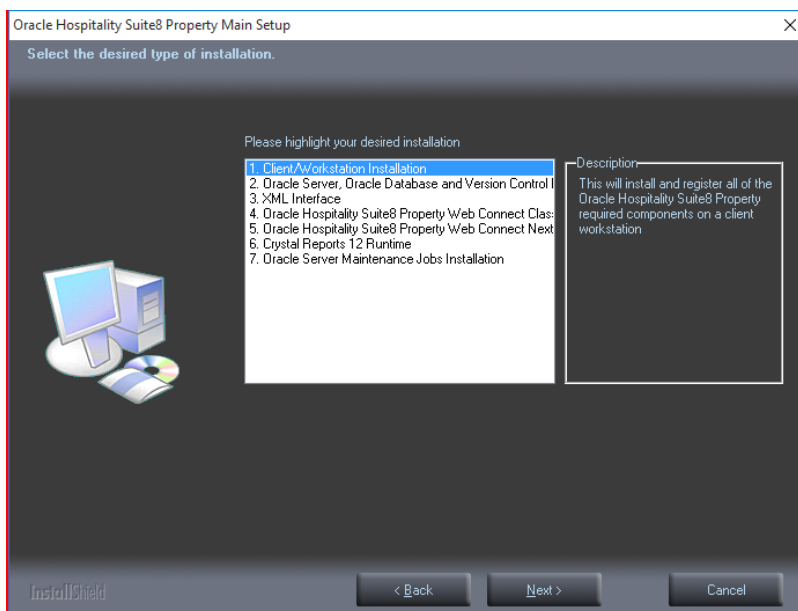 Oracle Hospitality Suite8 Property Main Setup
Select the desired type of installation.
Please highlight your desired installation
1. Client/Workstation Installation
2. Oracle Server, Oracle Database and Version Control I
3. XML Interface
4. Oracle Hospitality Suite8 Property Web Connect Clas
5. Oracle Hospitality Suite8 Property Web Connect Next
6. Crystal Reports 12 Runtime
7. Oracle Server Maintenance Jobs Installation
Description
This will install and register all of the
Oracle Hospitality Suite8 Property
required components on a client
workstation
InstallShield
< Back
Next >
Cancel